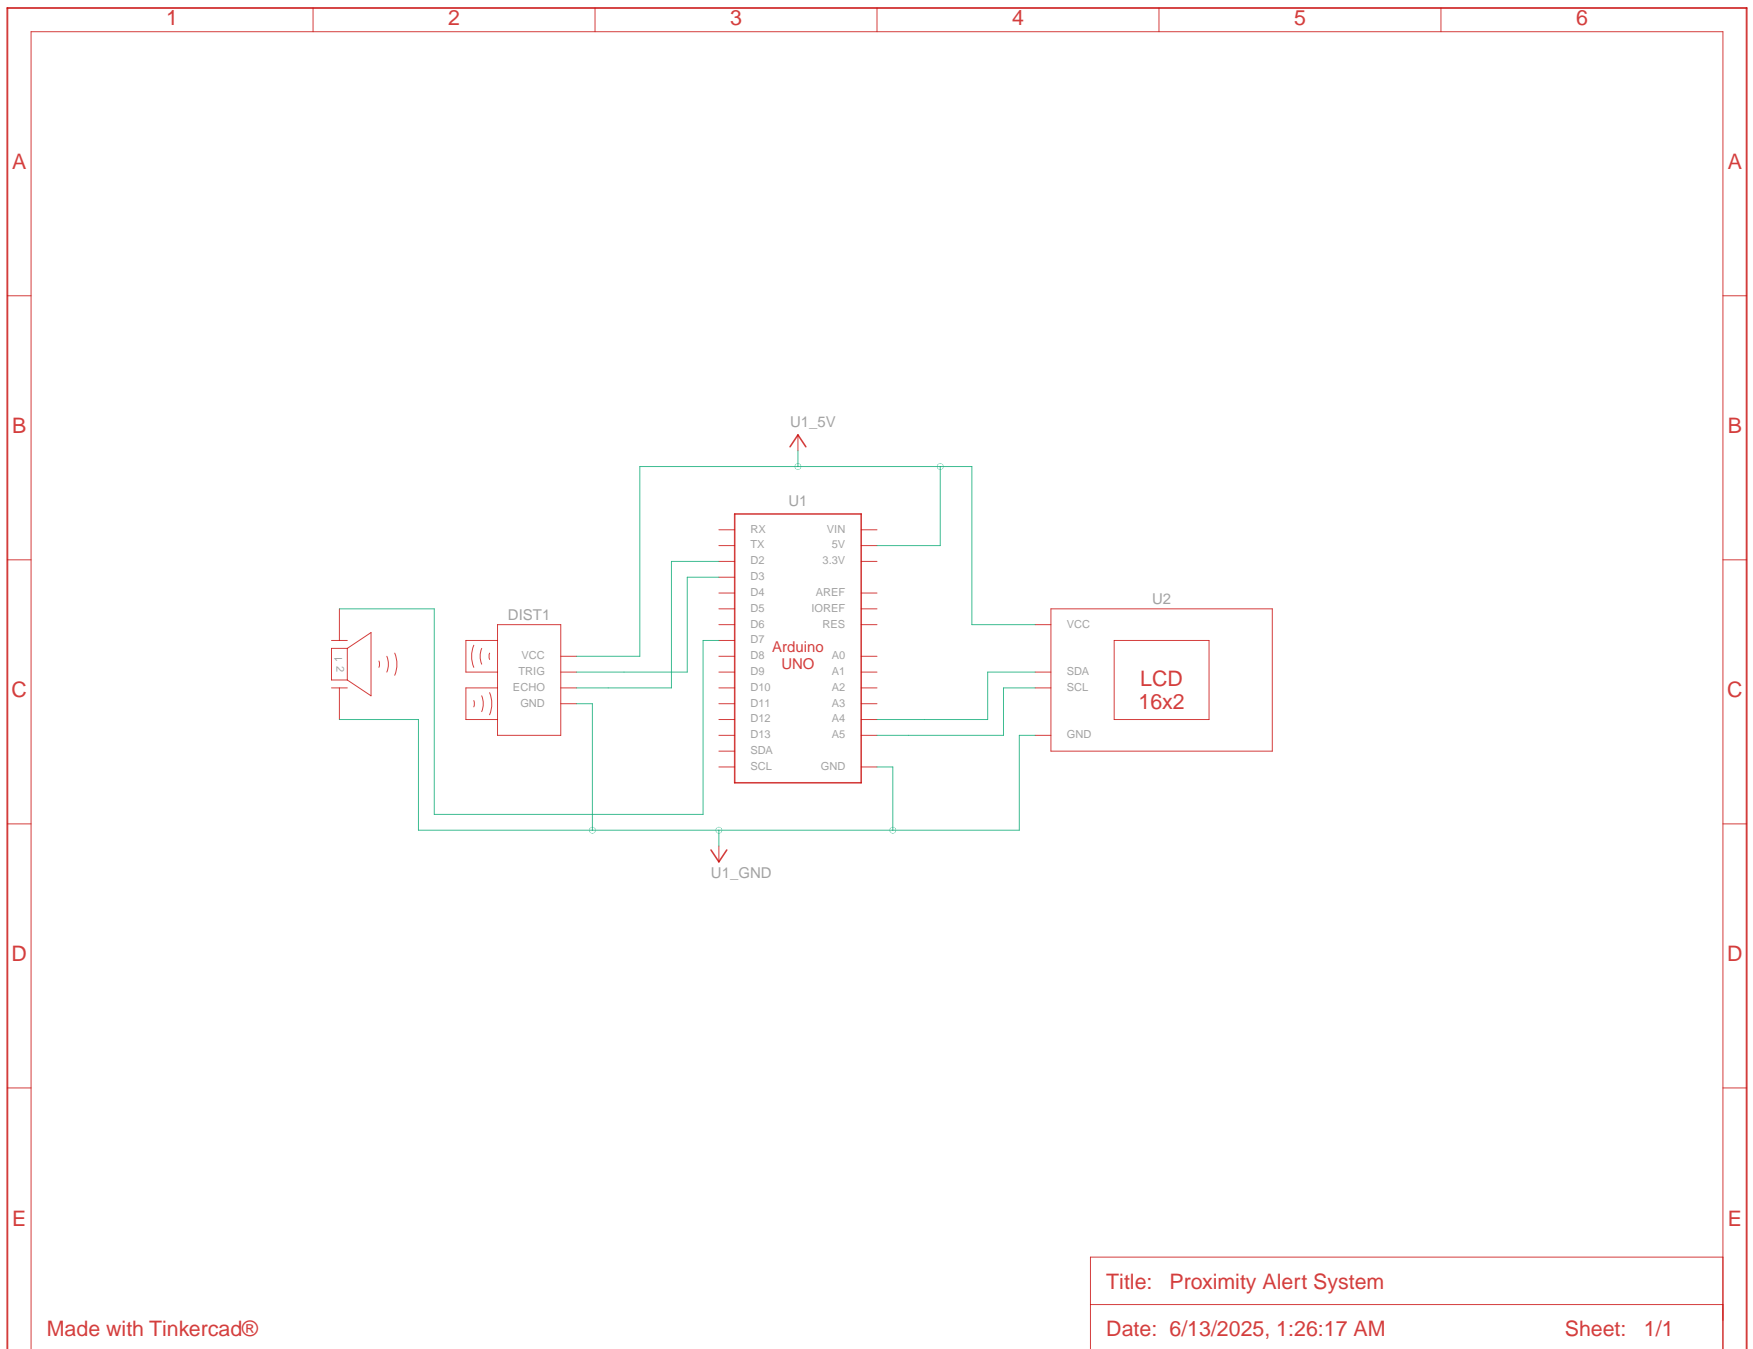 1 2 3 4 5 6
A A
B B
U1_5V
U1
RX VIN
TX 5V
D2 3.3V
D3
D4 AREF
D5 IOREF
D6 RES
D7
D8 A0
D9 A1
D10 A2
D11 A3
D12 A4
D13 A5
SDA
SCL GND
Arduino
UNO
DIST1
VCC
TRIG
ECHO
GND
1 2
U2
VCC
SDA
SCL
GND
LCD
16x2
C C
U1_GND
D D
E E
Title: Proximity Alert System
Date: 6/13/2025, 1:26:17 AM Sheet: 1/1
Made with Tinkercad®